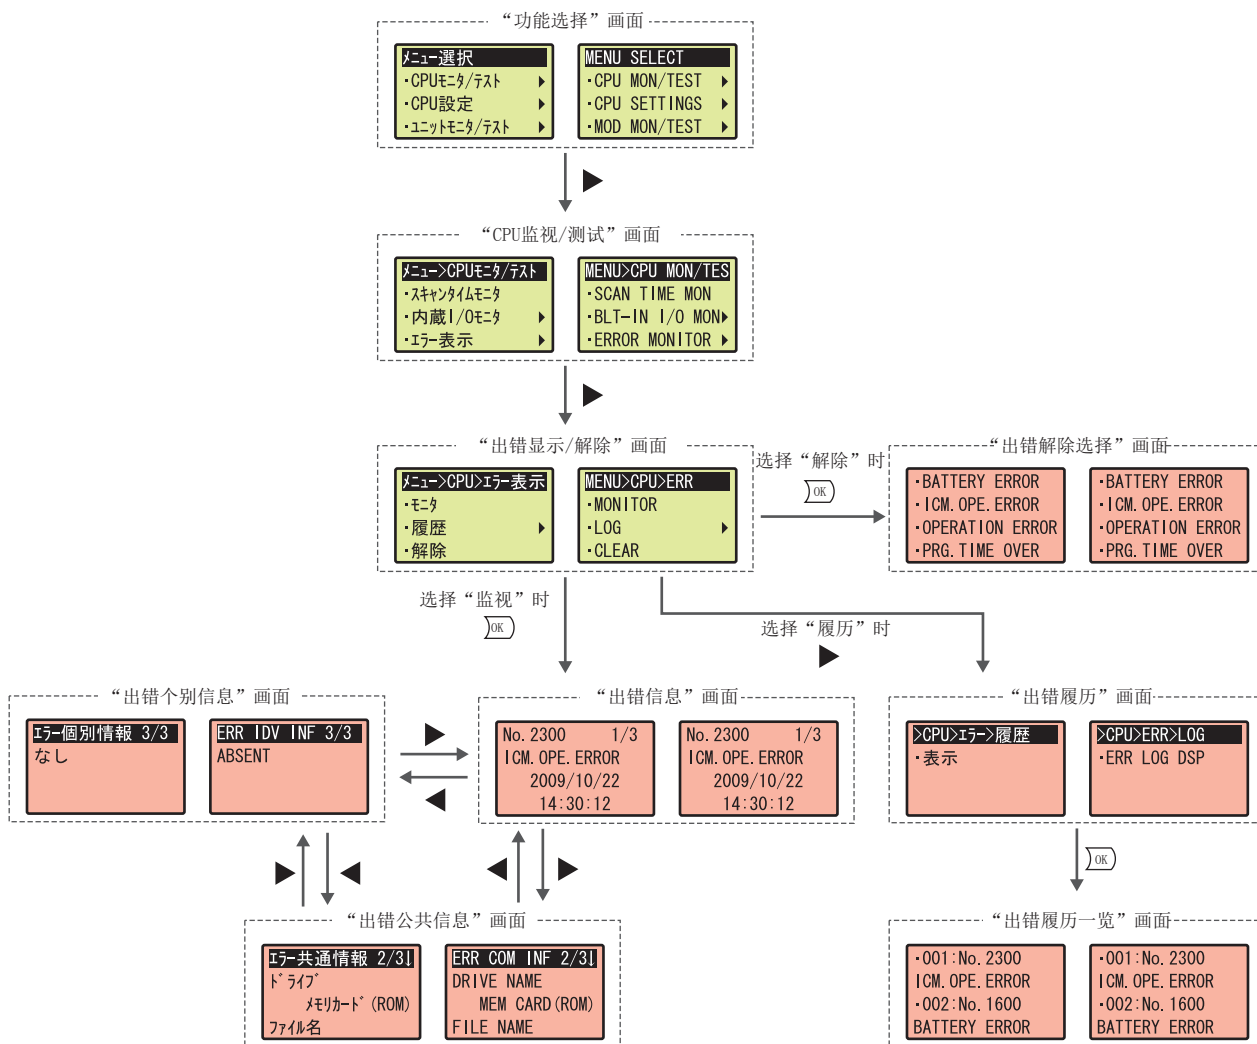 “功能选择”画面
メニュー選択
･CPUモニタ/テスト
･CPU設定
･ユニットモニタ/テスト
MENU SELECT
･CPU MON/TEST
･CPU SETTINGS
･MOD MON/TEST
“CPU监视/测试”画面
メニュー>CPUモニタ/テスト
･スキャンタイムモニタ
･内蔵I/Oモニタ
･エラー表示
MENU>CPU MON/TES
･SCAN TIME MON
･BLT-IN I/O MON
･ERROR MONITOR
“出错显示/解除”画面
メニュー>CPU>エラー表示
･モニタ
･履歴
･解除
MENU>CPU>ERR
･MONITOR
･LOG
･CLEAR
选择“解除”时
OK
“出错解除选择”画面
･BATTERY ERROR
･ICM.OPE.ERROR
･OPERATION ERROR
･PRG.TIME OVER
･BATTERY ERROR
･ICM.OPE.ERROR
･OPERATION ERROR
･PRG.TIME OVER
选择“监视”时
OK
选择“履历”时
“出错个别信息”画面
エラー個別情報 3/3
なし
ERR IDV INF 3/3
ABSENT
“出错信息”画面
No.2300 1/3
ICM.OPE.ERROR
2009/10/22
14:30:12
No.2300 1/3
ICM.OPE.ERROR
2009/10/22
14:30:12
“出错履历”画面
>CPU>エラー>履歴
･表示
>CPU>ERR>LOG
･ERR LOG DSP
OK
“出错公共信息”画面
エラー共通情報 2/3↓
ドライブ
メモリカード(ROM)
ファイル名
ERR COM INF 2/3↓
DRIVE NAME
MEM CARD(ROM)
FILE NAME
“出错履历一览”画面
･001:No.2300
ICM.OPE.ERROR
･002:No.1600
BATTERY ERROR
･001:No.2300
ICM.OPE.ERROR
･002:No.1600
BATTERY ERROR